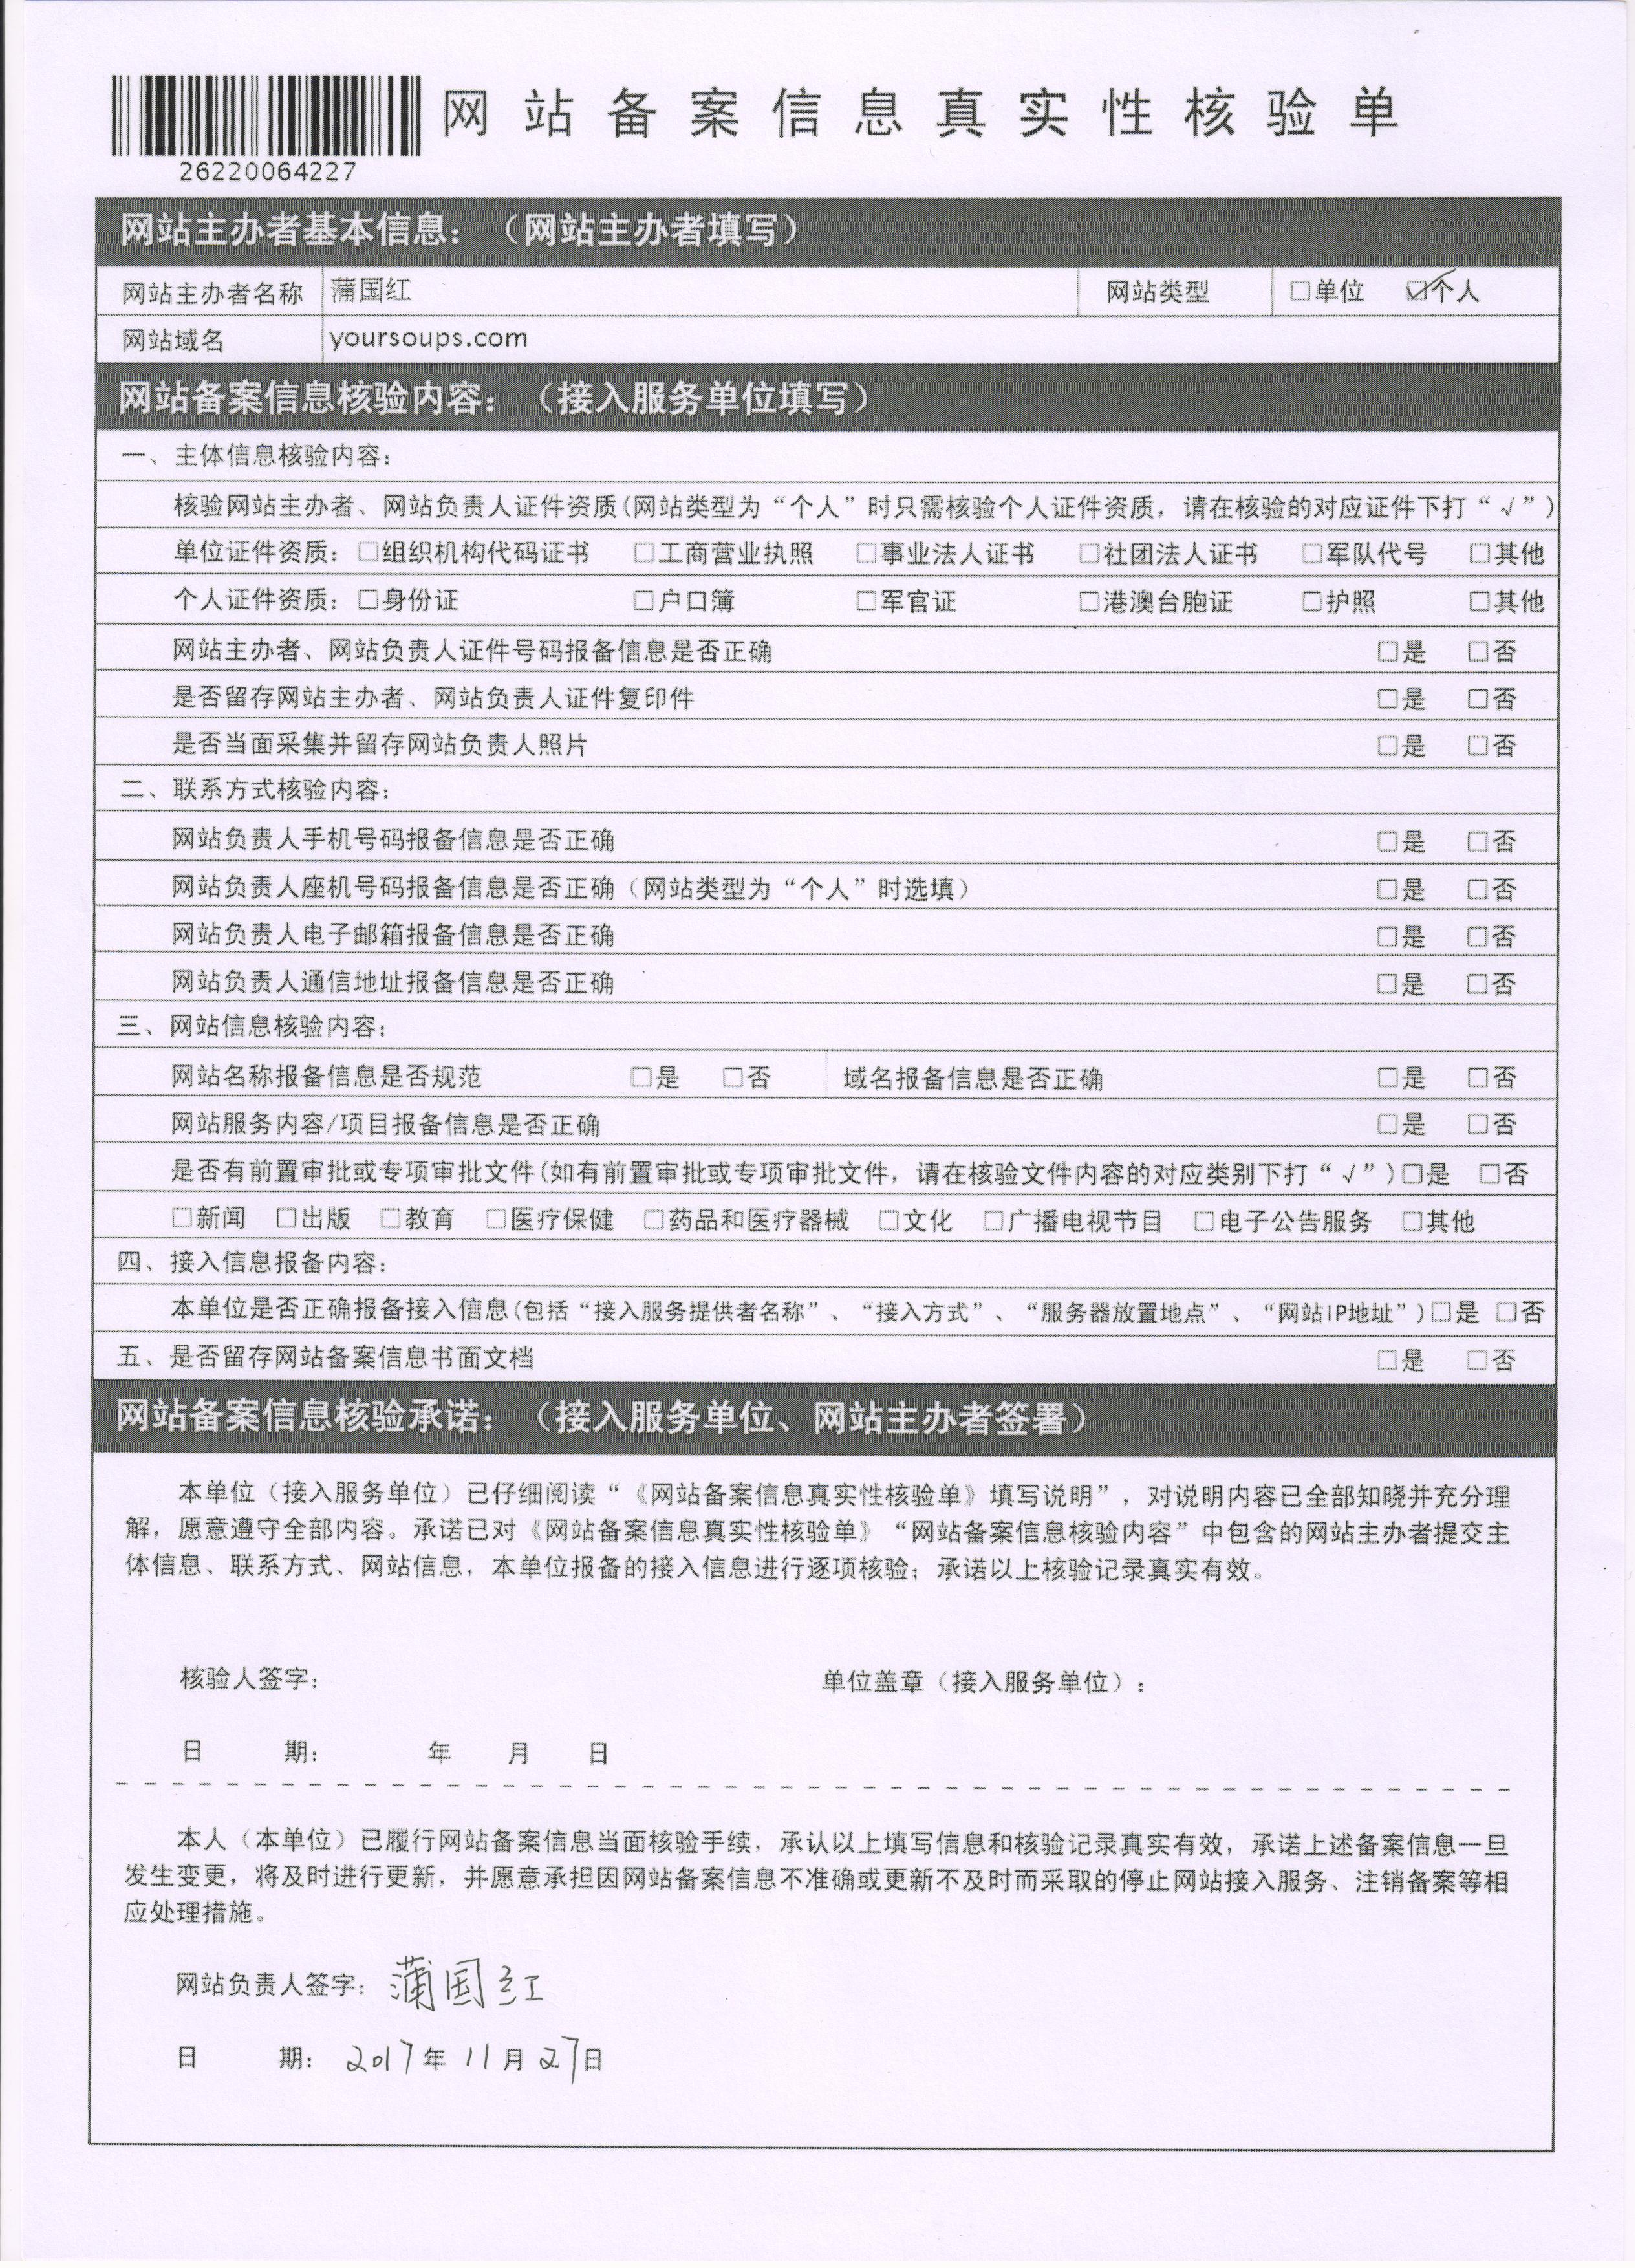 网站备案信息真实性核验单
26220064227
网站主办者基本信息：（网站主办者填写）
网站主办者名称 蒲国红 网站类型 □单位 ☑个人
网站域名 yoursoups.com
网站备案信息核验内容：（接入服务单位填写）
一、主体信息核验内容：
核验网站主办者、网站负责人证件资质(网站类型为“个人”时只需核验个人证件资质，请在核验的对应证件下打“√”)
单位证件资质：□组织机构代码证书 □工商营业执照 □事业法人证书 □社团法人证书 □军队代号 □其他
个人证件资质：□身份证 □户口簿 □军官证 □港澳台胞证 □护照 □其他
网站主办者、网站负责人证件号码报备信息是否正确 □是 □否
是否留存网站主办者、网站负责人证件复印件 □是 □否
是否当面采集并留存网站负责人照片 □是 □否
二、联系方式核验内容：
网站负责人手机号码报备信息是否正确 □是 □否
网站负责人座机号码报备信息是否正确（网站类型为“个人”时选填） □是 □否
网站负责人电子邮箱报备信息是否正确 □是 □否
网站负责人通信地址报备信息是否正确 □是 □否
三、网站信息核验内容：
网站名称报备信息是否规范 □是 □否 域名报备信息是否正确 □是 □否
网站服务内容/项目报备信息是否正确 □是 □否
是否有前置审批或专项审批文件(如有前置审批或专项审批文件，请在核验文件内容的对应类别下打“√”)□是 □否
□新闻 □出版 □教育 □医疗保健 □药品和医疗器械 □文化 □广播电视节目 □电子公告服务 □其他
四、接入信息报备内容：
本单位是否正确报备接入信息(包括“接入服务提供者名称”、“接入方式”、“服务器放置地点”、“网站IP地址”)□是 □否
五、是否留存网站备案信息书面文档 □是 □否
网站备案信息核验承诺：（接入服务单位、网站主办者签署）
本单位（接入服务单位）已仔细阅读“《网站备案信息真实性核验单》填写说明”，对说明内容已全部知晓并充分理
解，愿意遵守全部内容。承诺已对《网站备案信息真实性核验单》“网站备案信息核验内容”中包含的网站主办者提交主
体信息、联系方式、网站信息，本单位报备的接入信息进行逐项核验；承诺以上核验记录真实有效。
核验人签字： 单位盖章（接入服务单位）：
日 期： 年 月 日
本人（本单位）已履行网站备案信息当面核验手续，承认以上填写信息和核验记录真实有效，承诺上述备案信息一旦
发生变更，将及时进行更新，并愿意承担因网站备案信息不准确或更新不及时而采取的停止网站接入服务、注销备案等相
应处理措施。
网站负责人签字：蒲国红
日 期：2017年11月27日